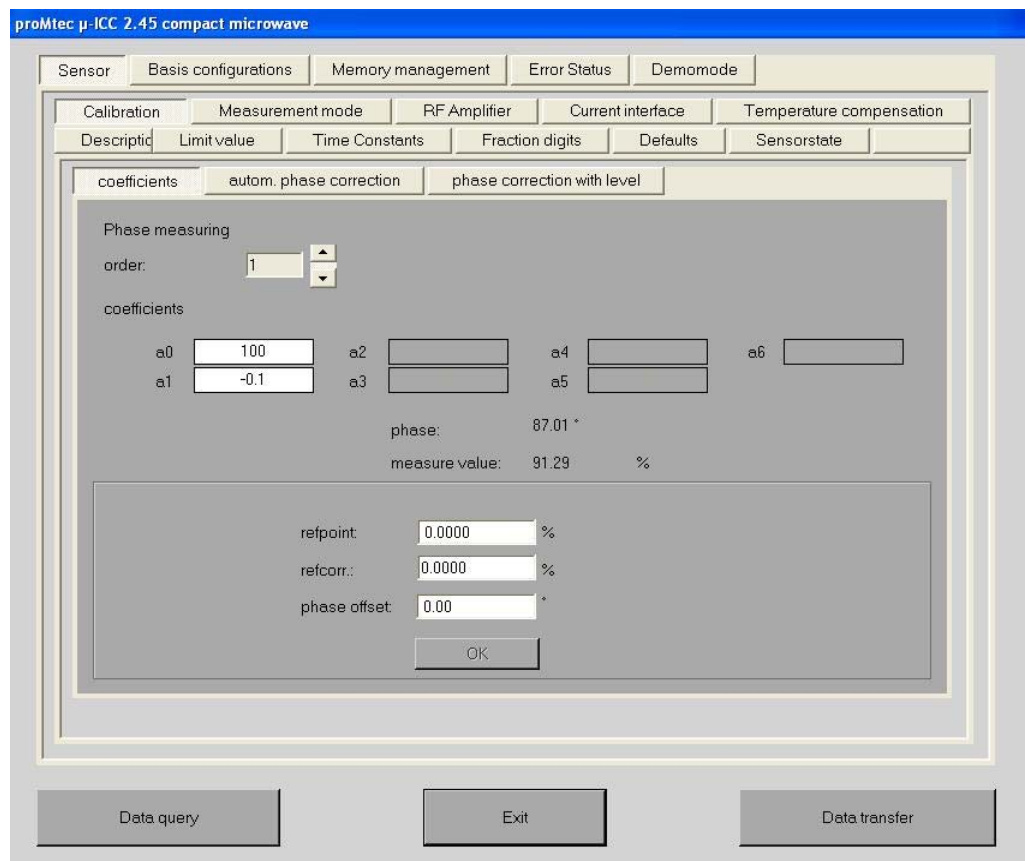 proMtec µ-ICC 2.45 compact microwave
Sensor Basis configurations Memory management Error Status Demomode
Calibration Measurement mode RF Amplifier Current interface Temperature compensation
Descriptic Limit value Time Constants Fraction digits Defaults Sensorstate
coefficients autom. phase correction phase correction with level
Phase measuring
order: 1
coefficients
a0 100 a2 a4 a6
a1 -0.1 a3 a5
phase: 87.01 °
measure value: 91.29 %
refpoint: 0.0000 %
refcorr.: 0.0000 %
phase offset: 0.00 °
OK
Data query Exit Data transfer